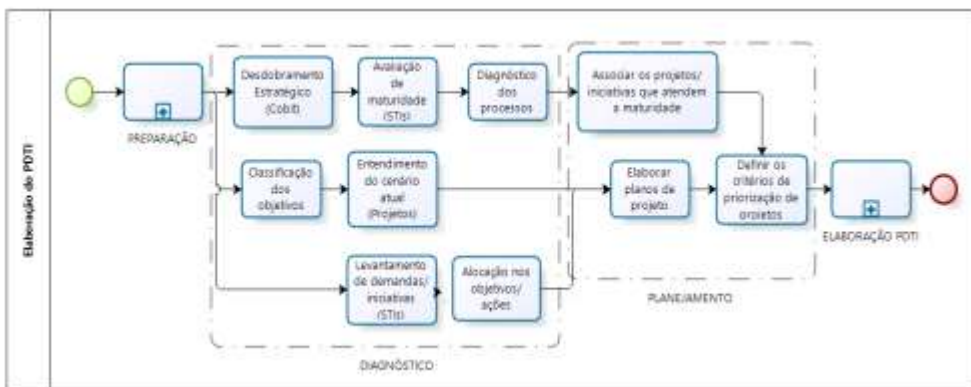 Elaboração do PDTI
PREPARAÇÃO
Desdobramento
Estratégico
(Cobit)
Avaliação
de
maturidade
(STIs)
Diagnóstico
dos
processos
Associar os projetos/
iniciativas que atendem
a maturidade
Classificação
dos
objetivos
Entendimento
do cenário
atual
(Projetos)
Elaborar
planos de
projeto
Definir os
critérios de
priorização de
projetos
ELABORAÇÃO PDTI
Levantamento
de demandas/
iniciativas
(STIs)
Alocação nos
objetivos/
ações
PLANEJAMENTO
DIAGNÓSTICO